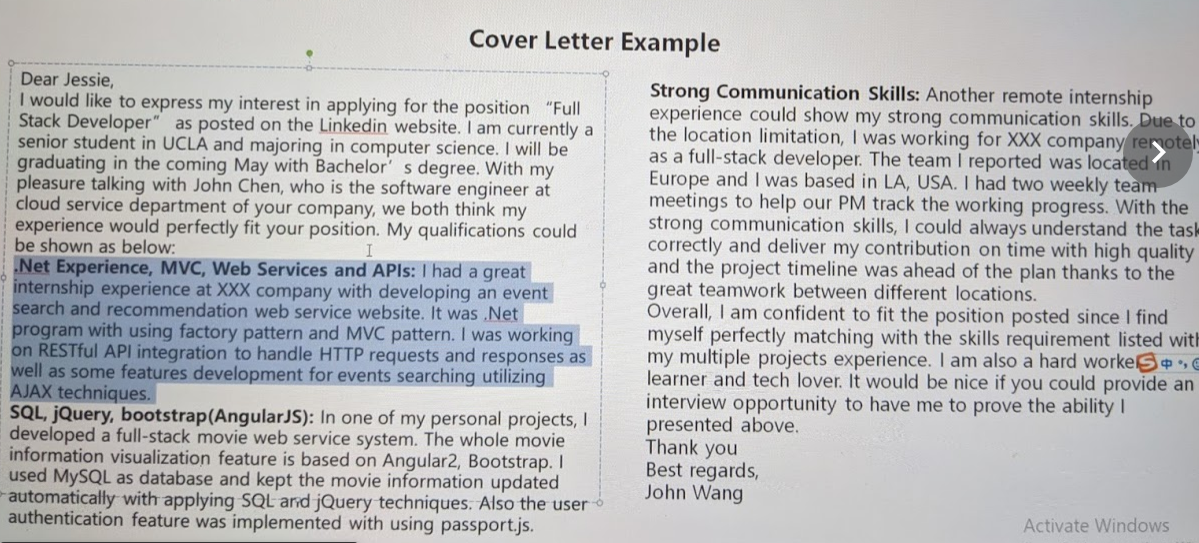 Cover Letter Example
Dear Jessie,
I would like to express my interest in applying for the position “Full
Stack Developer” as posted on the Linkedin website. I am currently a
senior student in UCLA and majoring in computer science. I will be
graduating in the coming May with Bachelor’ s degree. With my
pleasure talking with John Chen, who is the software engineer at
cloud service department of your company, we both think my
experience would perfectly fit your position. My qualifications could
be shown as below:
.Net Experience, MVC, Web Services and APIs: I had a great
internship experience at XXX company with developing an event
search and recommendation web service website. It was .Net
program with using factory pattern and MVC pattern. I was working
on RESTful API integration to handle HTTP requests and responses as
well as some features development for events searching utilizing
AJAX techniques.
SQL, jQuery, bootstrap(AngularJS): In one of my personal projects, I
developed a full-stack movie web service system. The whole movie
information visualization feature is based on Angular2, Bootstrap. I
used MySQL as database and kept the movie information updated
automatically with applying SQL and jQuery techniques. Also the user
authentication feature was implemented with using passport.js.
Strong Communication Skills: Another remote internship
experience could show my strong communication skills. Due to
the location limitation, I was working for XXX company remotely
as a full-stack developer. The team I reported was located in
Europe and I was based in LA, USA. I had two weekly team
meetings to help our PM track the working progress. With the
strong communication skills, I could always understand the task
correctly and deliver my contribution on time with high quality
and the project timeline was ahead of the plan thanks to the
great teamwork between different locations.
Overall, I am confident to fit the position posted since I find
myself perfectly matching with the skills requirement listed with
my multiple projects experience. I am also a hard worke
learner and tech lover. It would be nice if you could provide an
interview opportunity to have me to prove the ability I
presented above.
Thank you
Best regards,
John Wang
S 中
Activate Windows